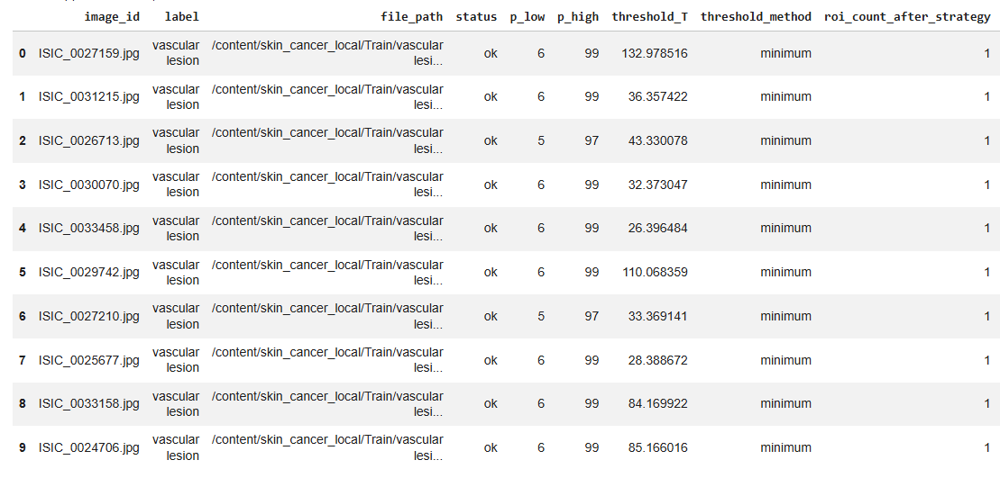 image_id label file_path status p_low p_high threshold_T threshold_method roi_count_after_strategy
0 ISIC_0027159.jpg vascular lesion /content/skin_cancer_local/Train/vascular lesi... ok 6 99 132.978516 minimum 1
1 ISIC_0031215.jpg vascular lesion /content/skin_cancer_local/Train/vascular lesi... ok 6 99 36.357422 minimum 1
2 ISIC_0026713.jpg vascular lesion /content/skin_cancer_local/Train/vascular lesi... ok 5 97 43.330078 minimum 1
3 ISIC_0030070.jpg vascular lesion /content/skin_cancer_local/Train/vascular lesi... ok 6 99 32.373047 minimum 1
4 ISIC_0033458.jpg vascular lesion /content/skin_cancer_local/Train/vascular lesi... ok 6 99 26.396484 minimum 1
5 ISIC_0029742.jpg vascular lesion /content/skin_cancer_local/Train/vascular lesi... ok 6 99 110.068359 minimum 1
6 ISIC_0027210.jpg vascular lesion /content/skin_cancer_local/Train/vascular lesi... ok 5 97 33.369141 minimum 1
7 ISIC_0025677.jpg vascular lesion /content/skin_cancer_local/Train/vascular lesi... ok 6 99 28.388672 minimum 1
8 ISIC_0033158.jpg vascular lesion /content/skin_cancer_local/Train/vascular lesi... ok 6 99 84.169922 minimum 1
9 ISIC_0024706.jpg vascular lesion /content/skin_cancer_local/Train/vascular lesi... ok 6 99 85.166016 minimum 1